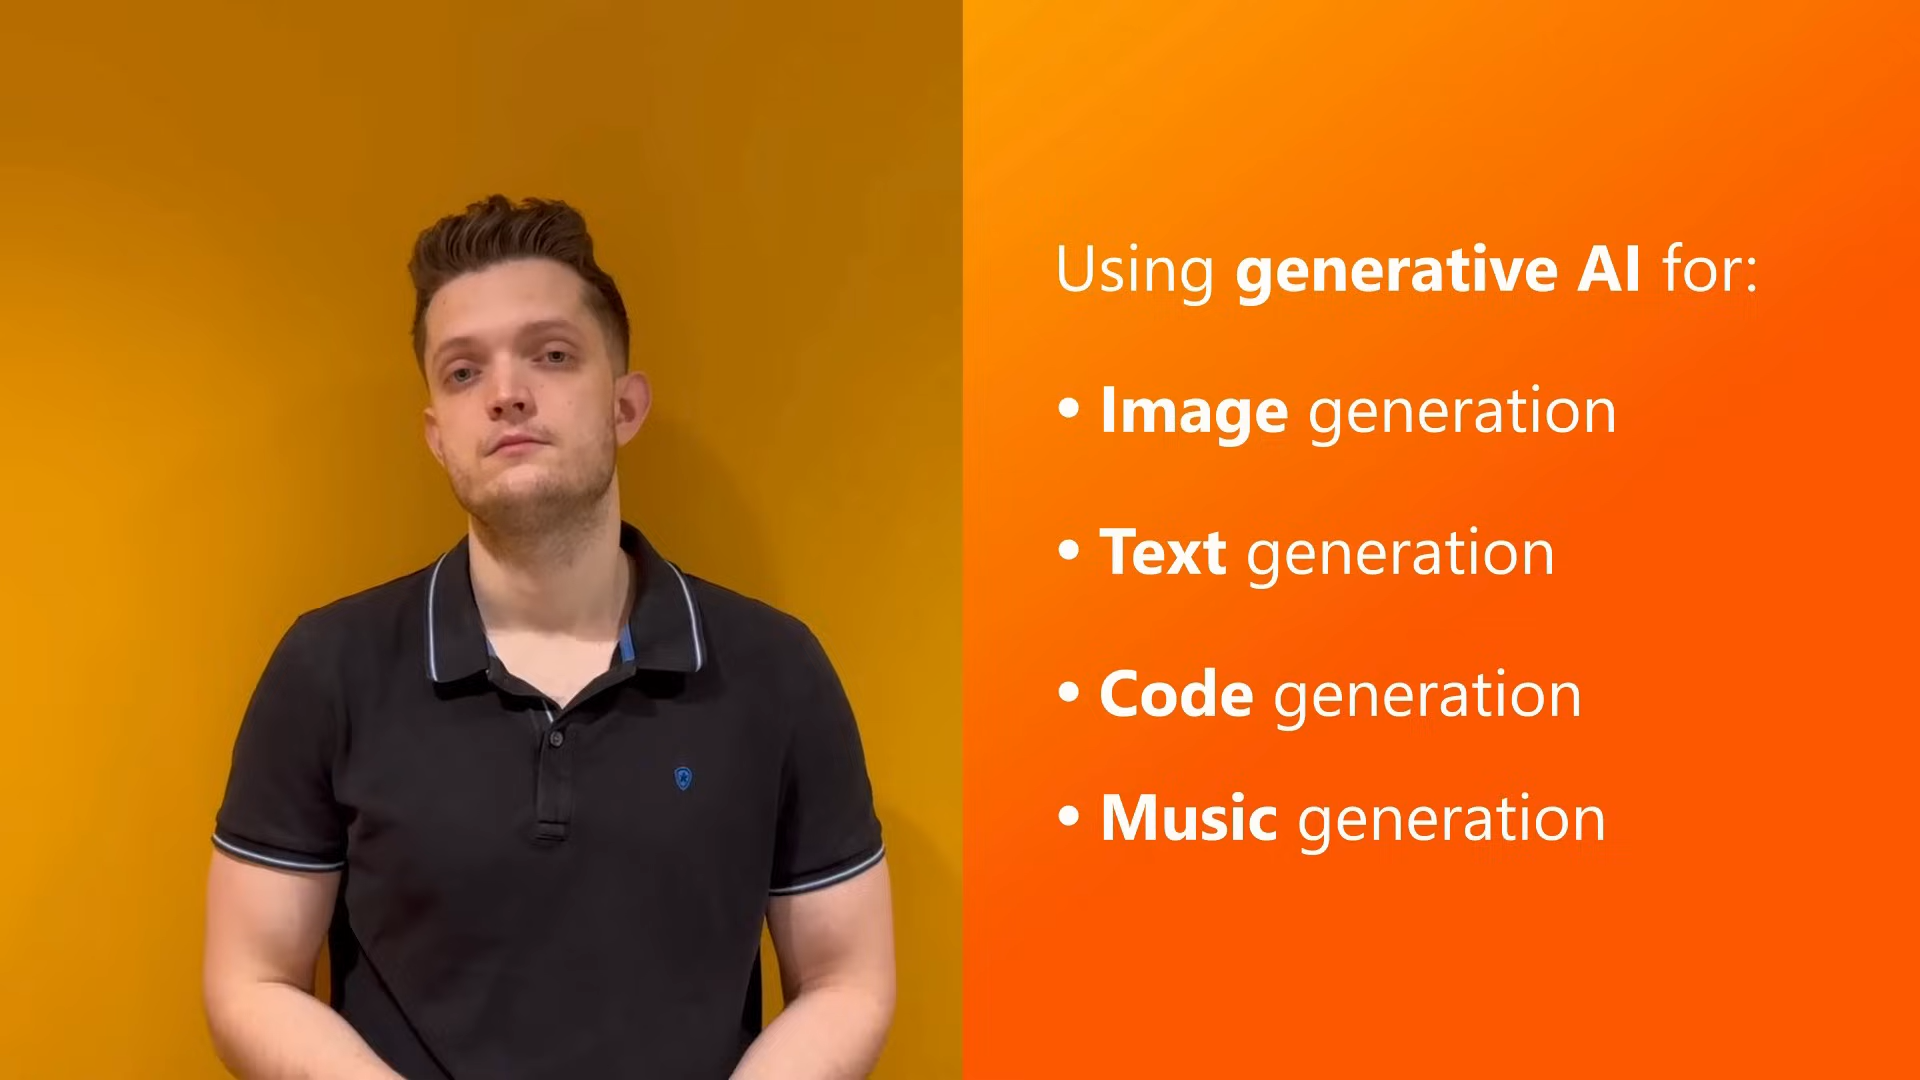 Using generative AI for:
• Image generation
• Text generation
• Code generation
• Music generation